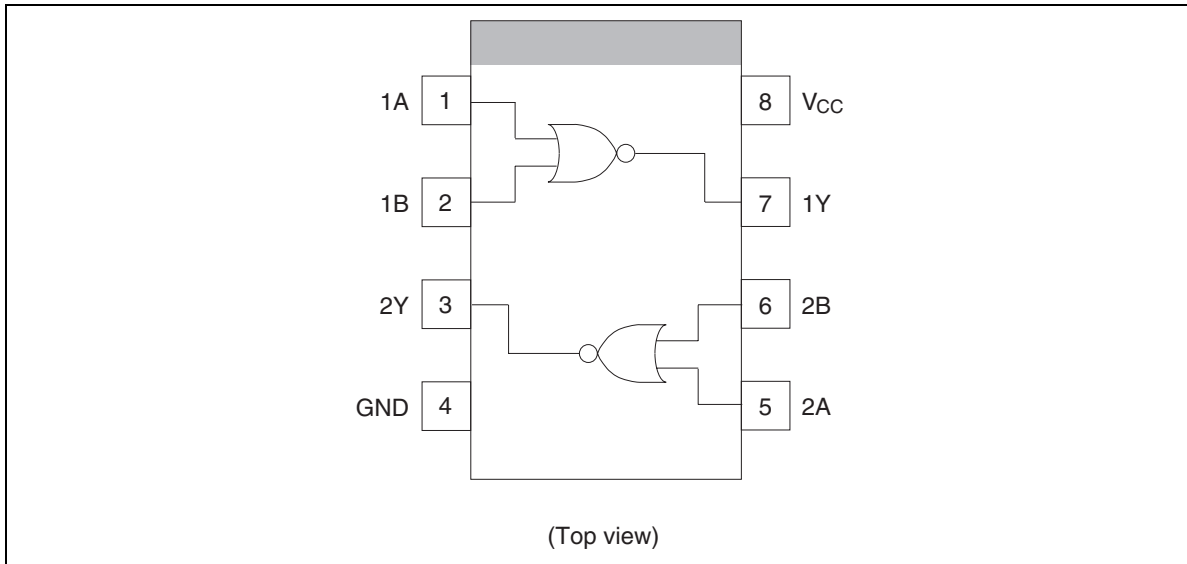 1A 1 8 VCC
1B 2 7 1Y
2Y 3 6 2B
GND 4 5 2A
(Top view)